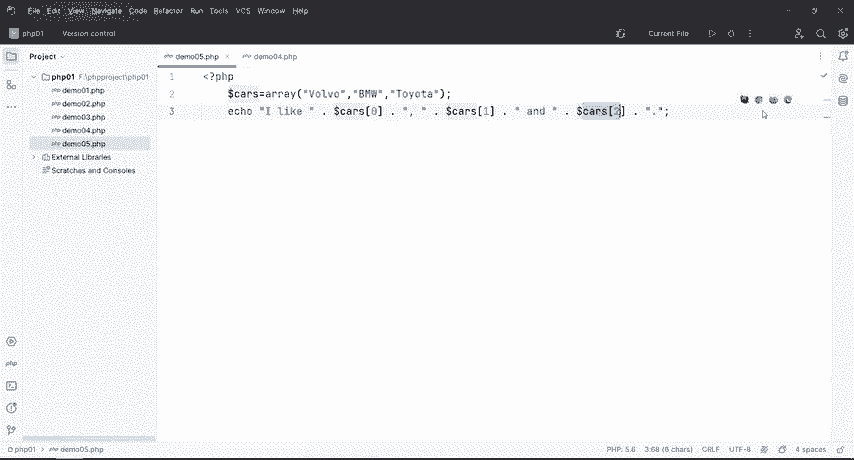 File Edit View Navigate Code Refactor Run Tools VCS Window Help
php01 Version control Current File
Project
demo05.php demo04.php
php01 F:\phpproject\php01
demo01.php
demo02.php
demo03.php
demo04.php
demo05.php
External Libraries
Scratches and Consoles
1 <?php
2 $cars=array("Volvo","BMW","Toyota");
3 echo "I like " . $cars[0] . ", " . $cars[1] . " and " . $cars[2] . ".";
php
php01 > demo05.php PHP: 5.6 3:68 (6 chars) CRLF UTF-8 4 spaces